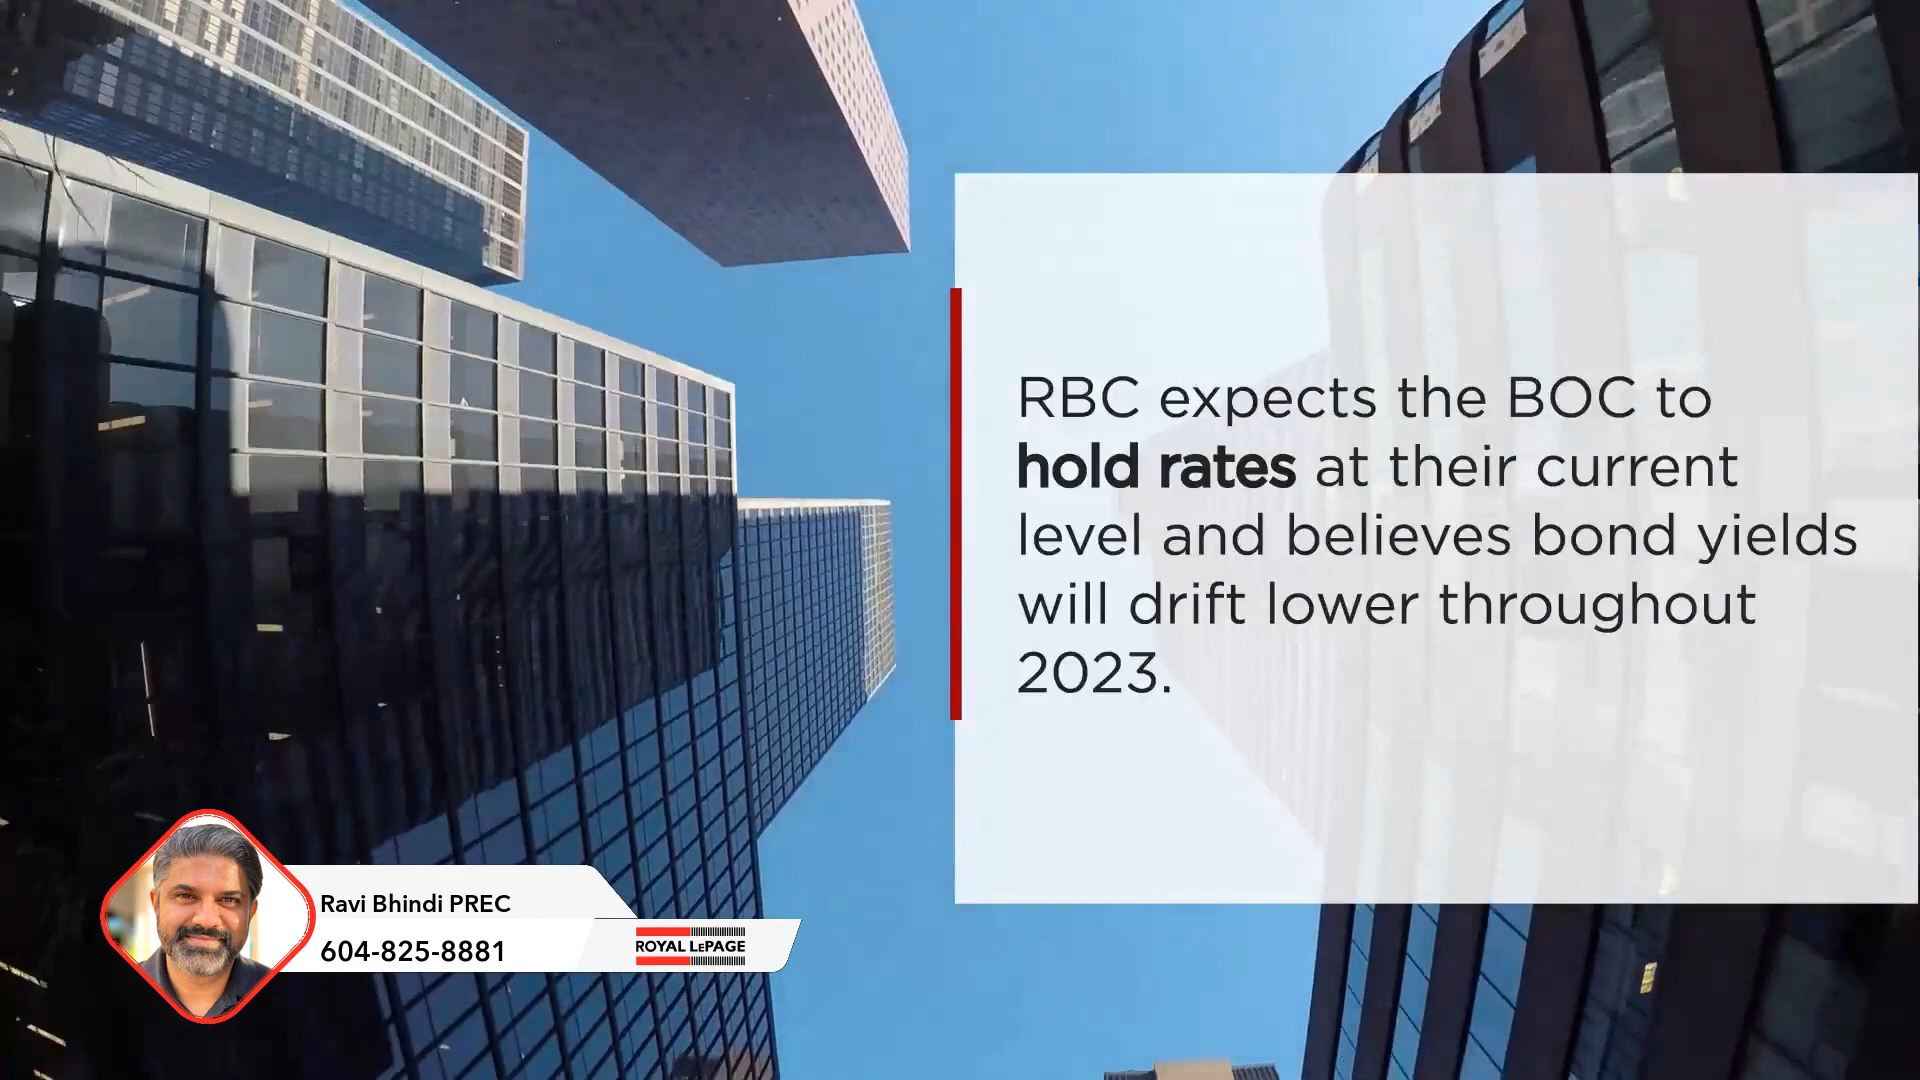 RBC expects the BOC to
hold rates at their current
level and believes bond yields
will drift lower throughout
2023.
Ravi Bhindi PREC
604-825-8881
ROYAL LEPAGE